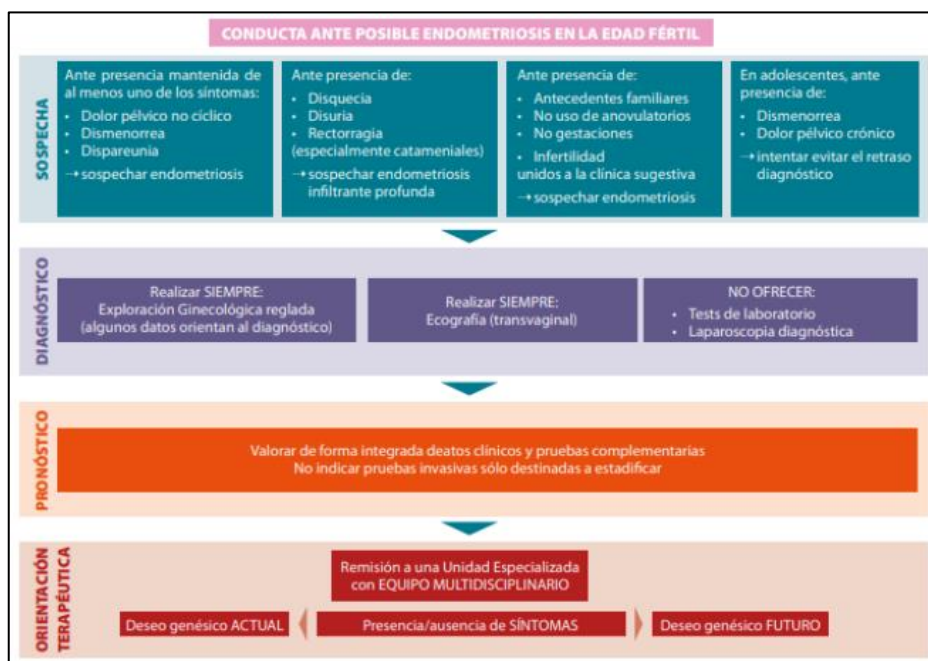 CONDUCTA ANTE POSIBLE ENDOMETRIOSIS EN LA EDAD FÉRTIL
SOSPECHA
Ante presencia mantenida de
al menos uno de los síntomas:
• Dolor pélvico no cíclico
• Dismenorrea
• Dispareunia
→ sospechar endometriosis
Ante presencia de:
• Disquecia
• Disuria
• Rectorragia
(especialmente catameniales)
→ sospechar endometriosis
infiltrante profunda
Ante presencia de:
• Antecedentes familiares
• No uso de anovulatorios
• No gestaciones
• Infertilidad
unidos a la clínica sugestiva
→ sospechar endometriosis
En adolescentes, ante
presencia de:
• Dismenorrea
• Dolor pélvico crónico
→ intentar evitar el retraso
diagnóstico
DIAGNÓSTICO
Realizar SIEMPRE:
Exploración Ginecológica reglada
(algunos datos orientan al diagnóstico)
Realizar SIEMPRE:
Ecografía (transvaginal)
NO OFRECER:
• Tests de laboratorio
• Laparoscopia diagnóstica
PRONÓSTICO
Valorar de forma integrada deatos clínicos y pruebas complementarias
No indicar pruebas invasivas sólo destinadas a estadificar
ORIENTACIÓN
TERAPÉUTICA
Remisión a una Unidad Especializada
con EQUIPO MULTIDISCIPLINARIO
Deseo genésico ACTUAL
Presencia/ausencia de SÍNTOMAS
Deseo genésico FUTURO